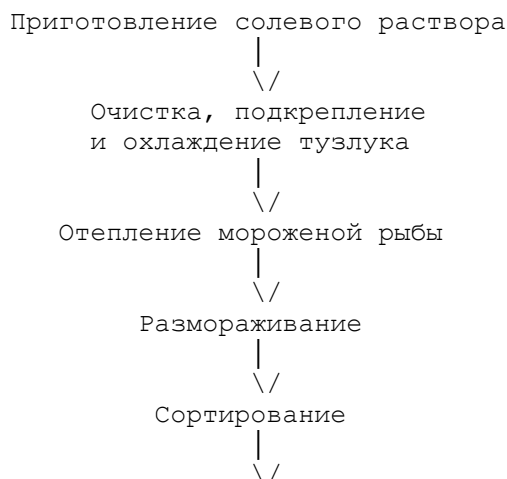 Приготовление солевого раствора
|
\/
Очистка, подкрепление
и охлаждение тузлука
|
\/
Отепление мороженой рыбы
|
\/
Размораживание
|
\/
Сортирование
|
\/